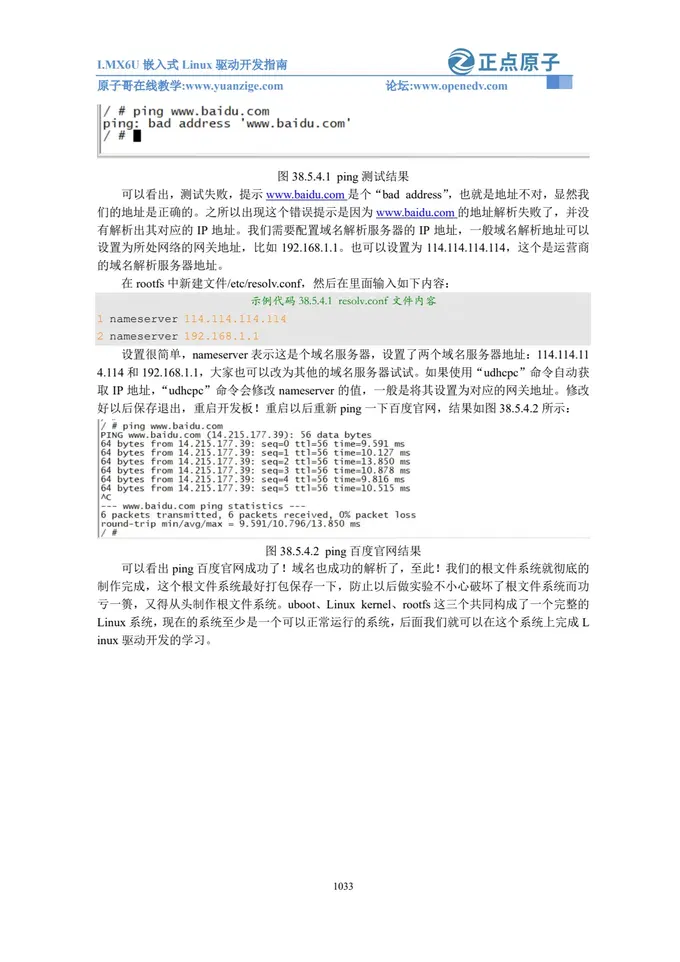 I.MX6U 嵌入式 Linux 驱动开发指南
正点原子
原子哥在线教学:www.yuanzige.com 论坛:www.openedv.com
/ # ping www.baidu.com
ping: bad address 'www.baidu.com'
/ #
图 38.5.4.1 ping 测试结果
可以看出，测试失败，提示 www.baidu.com 是个“bad address”，也就是地址不对，显然我
们的地址是正确的。之所以出现这个错误提示是因为 www.baidu.com 的地址解析失败了，并没
有解析出其对应的 IP 地址。我们需要配置域名解析服务器的 IP 地址，一般域名解析地址可以
设置为所处网络的网关地址，比如 192.168.1.1。也可以设置为 114.114.114.114，这个是运营商
的域名解析服务器地址。
在 rootfs 中新建文件/etc/resolv.conf，然后在里面输入如下内容：
示例代码 38.5.4.1 resolv.conf 文件内容
1 nameserver 114.114.114.114
2 nameserver 192.168.1.1
设置很简单，nameserver 表示这是个域名服务器，设置了两个域名服务器地址：114.114.11
4.114 和 192.168.1.1，大家也可以改为其他的域名服务器试试。如果使用“udhcpc”命令自动获
取 IP 地址，“udhcpc”命令会修改 nameserver 的值，一般是将其设置为对应的网关地址。修改
好以后保存退出，重启开发板！重启以后重新 ping 一下百度官网，结果如图 38.5.4.2 所示：
/ # ping www.baidu.com
PING www.baidu.com (14.215.177.39): 56 data bytes
64 bytes from 14.215.177.39: seq=0 ttl=56 time=9.591 ms
64 bytes from 14.215.177.39: seq=1 ttl=56 time=10.127 ms
64 bytes from 14.215.177.39: seq=2 ttl=56 time=13.850 ms
64 bytes from 14.215.177.39: seq=3 ttl=56 time=10.878 ms
64 bytes from 14.215.177.39: seq=4 ttl=56 time=9.816 ms
64 bytes from 14.215.177.39: seq=5 ttl=56 time=10.515 ms
^C
--- www.baidu.com ping statistics ---
6 packets transmitted, 6 packets received, 0% packet loss
round-trip min/avg/max = 9.591/10.796/13.850 ms
/ #
图 38.5.4.2 ping 百度官网结果
可以看出 ping 百度官网成功了！域名也成功的解析了，至此！我们的根文件系统就彻底的
制作完成，这个根文件系统最好打包保存一下，防止以后做实验不小心破坏了根文件系统而功
亏一篑，又得从头制作根文件系统。uboot、Linux kernel、rootfs 这三个共同构成了一个完整的
Linux 系统，现在的系统至少是一个可以正常运行的系统，后面我们就可以在这个系统上完成 L
inux 驱动开发的学习。
1033